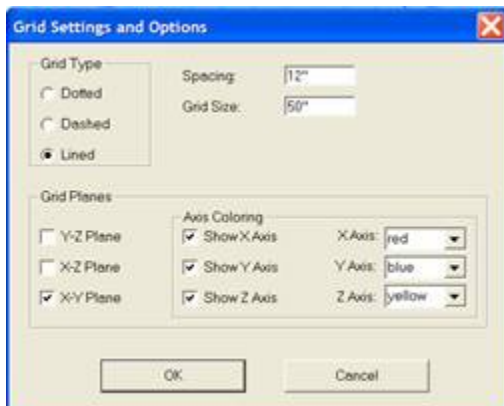 Grid Settings and Options
Grid Type
Dotted
Dashed
Lined
Spacing: 12"
Grid Size: 50"
Grid Planes
Y-Z Plane
X-Z Plane
X-Y Plane
Axis Coloring
Show X Axis X Axis: red
Show Y Axis Y Axis: blue
Show Z Axis Z Axis: yellow
OK Cancel